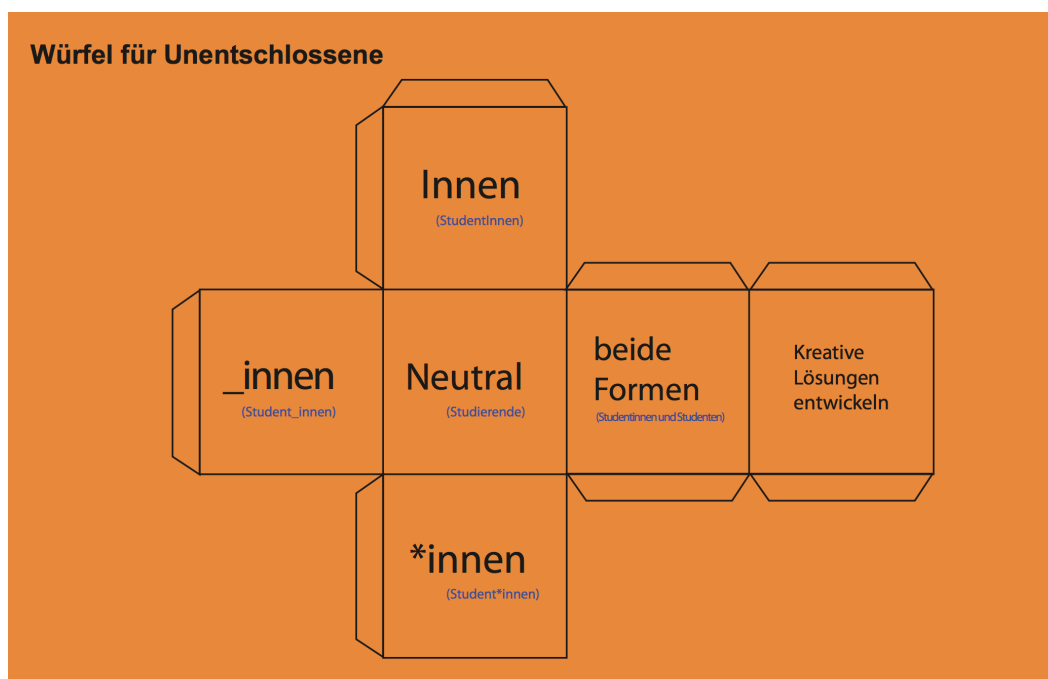 Würfel für Unentschlossene
Innen
(StudentInnen)
_innen
(Student_innen)
Neutral
(Studierende)
beide
Formen
(Studentinnen und Studenten)
Kreative
Lösungen
entwickeln
*innen
(Student*innen)